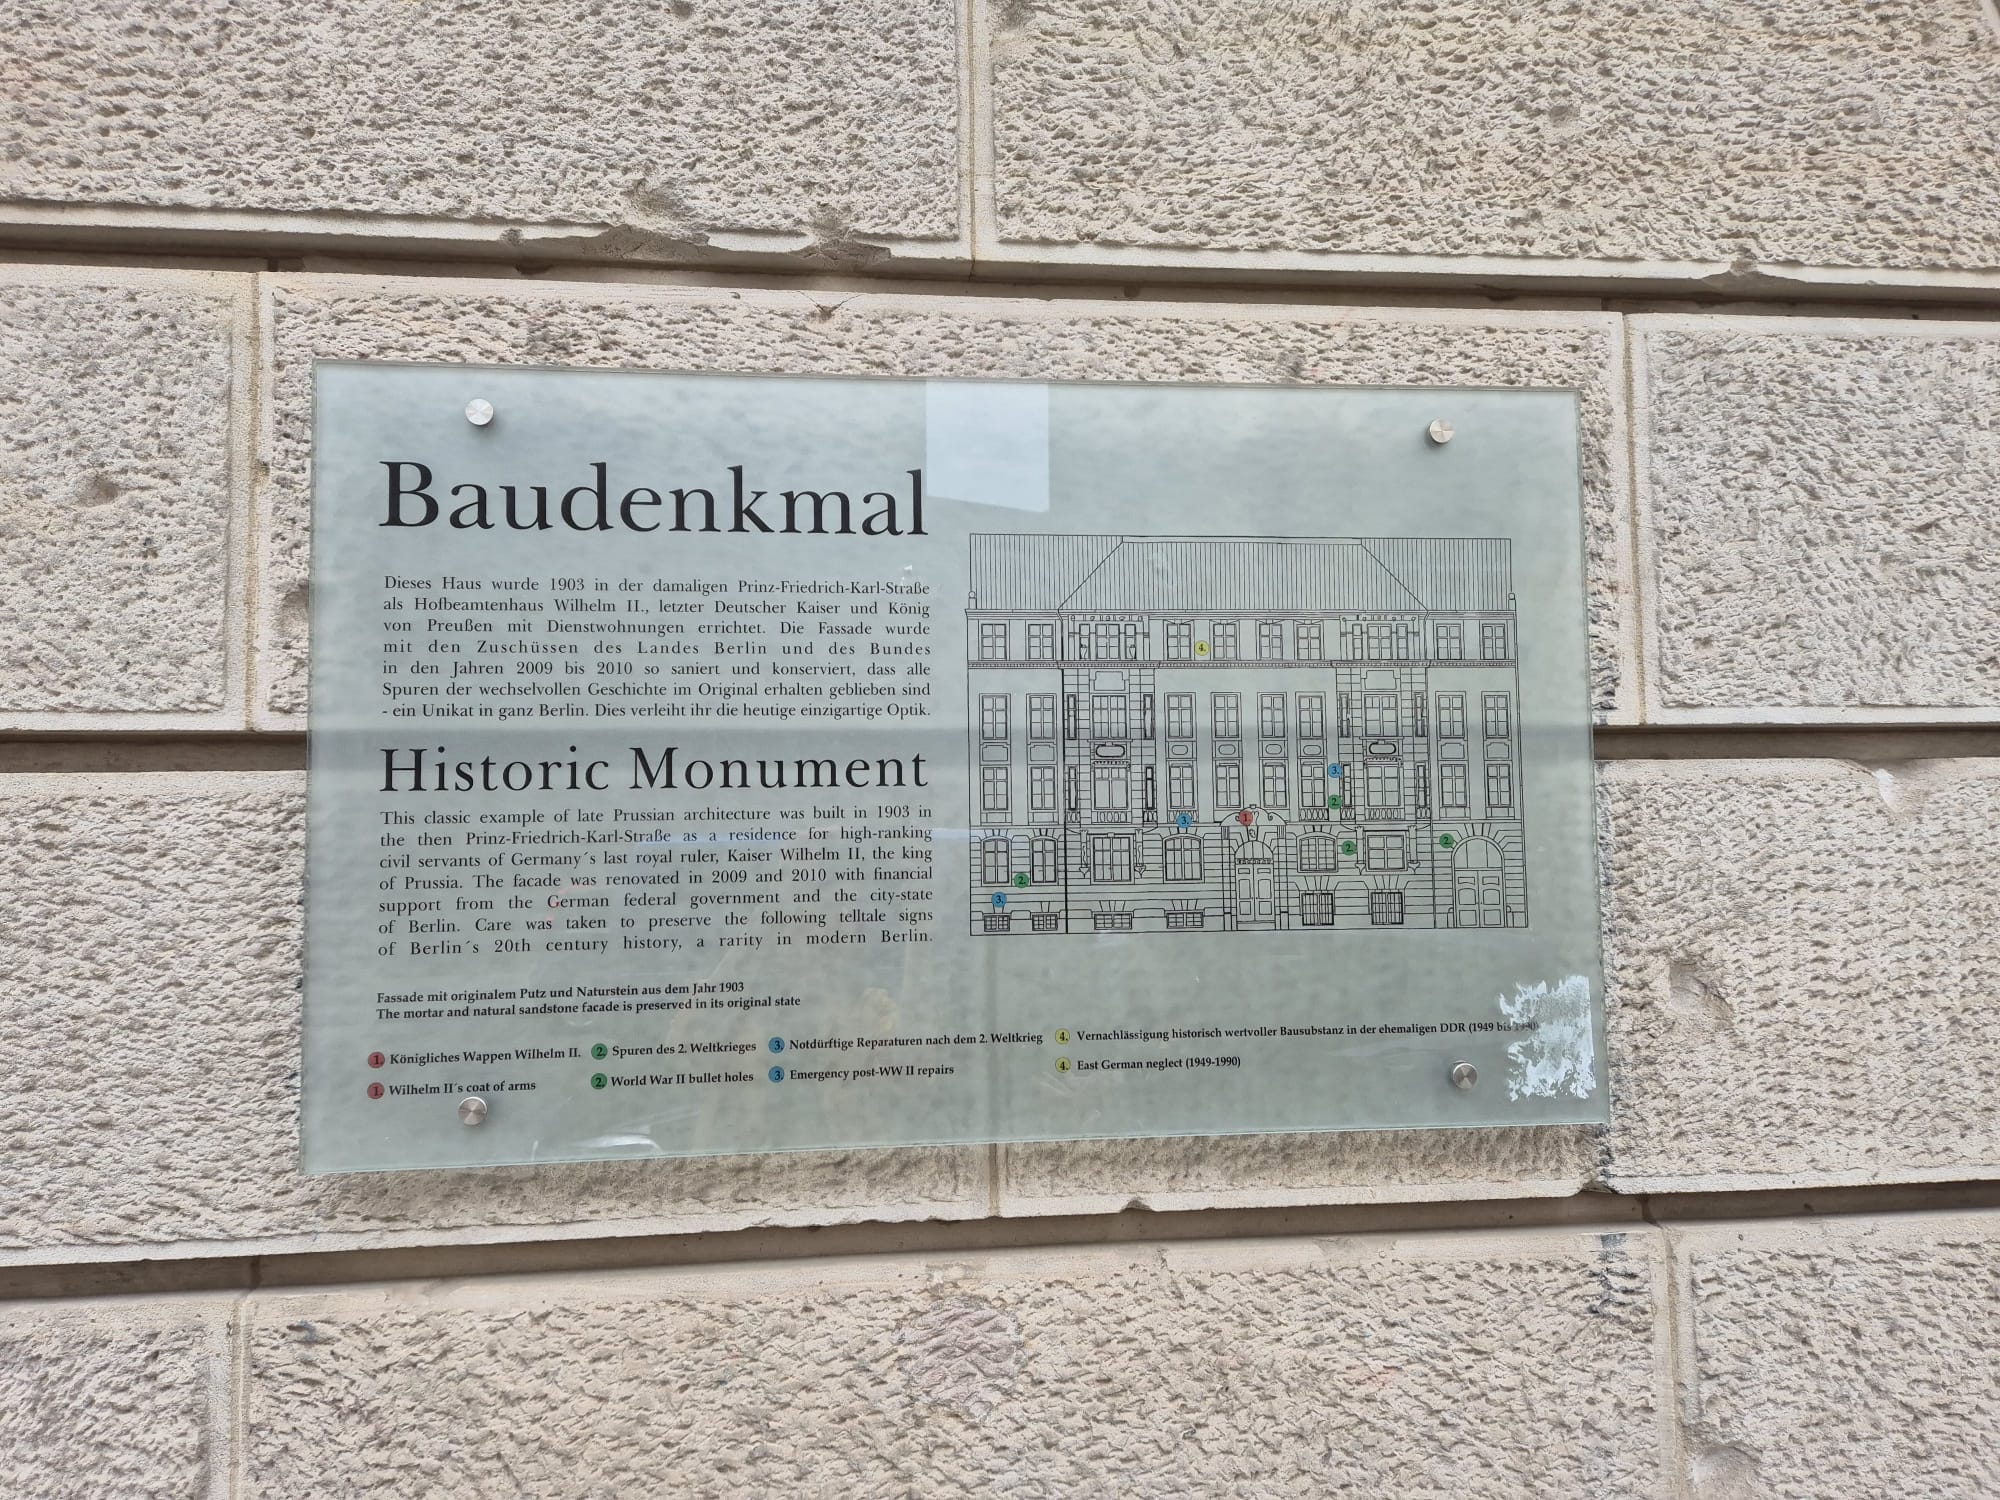 Baudenkmal
Dieses Haus wurde 1903 in der damaligen Prinz-Friedrich-Karl-Straße
als Hofbeamtenhaus Wilhelm II., letzter Deutscher Kaiser und König
von Preußen mit Dienstwohnungen errichtet. Die Fassade wurde
mit den Zuschüssen des Landes Berlin und des Bundes
in den Jahren 2009 bis 2010 so saniert und konserviert, dass alle
Spuren der wechselvollen Geschichte im Original erhalten geblieben sind
- ein Unikat in ganz Berlin. Dies verleiht ihr die heutige einzigartige Optik.
Historic Monument
This classic example of late Prussian architecture was built in 1903 in
the then Prinz-Friedrich-Karl-Straße as a residence for high-ranking
civil servants of Germany´s last royal ruler, Kaiser Wilhelm II, the king
of Prussia. The facade was renovated in 2009 and 2010 with financial
support from the German federal government and the city-state
of Berlin. Care was taken to preserve the following telltale signs
of Berlin´s 20th century history, a rarity in modern Berlin.
4.
3.
2.
3.
1.
2.
2.
2.
3.
Fassade mit originalem Putz und Naturstein aus dem Jahr 1903
The mortar and natural sandstone facade is preserved in its original state
1. Königliches Wappen Wilhelm II.
1. Wilhelm II´s coat of arms
2. Spuren des 2. Weltkrieges
2. World War II bullet holes
3. Notdürftige Reparaturen nach dem 2. Weltkrieg
3. Emergency post-WW II repairs
4. Vernachlässigung historisch wertvoller Bausubstanz in der ehemaligen DDR (1949 bis 1990)
4. East German neglect (1949-1990)